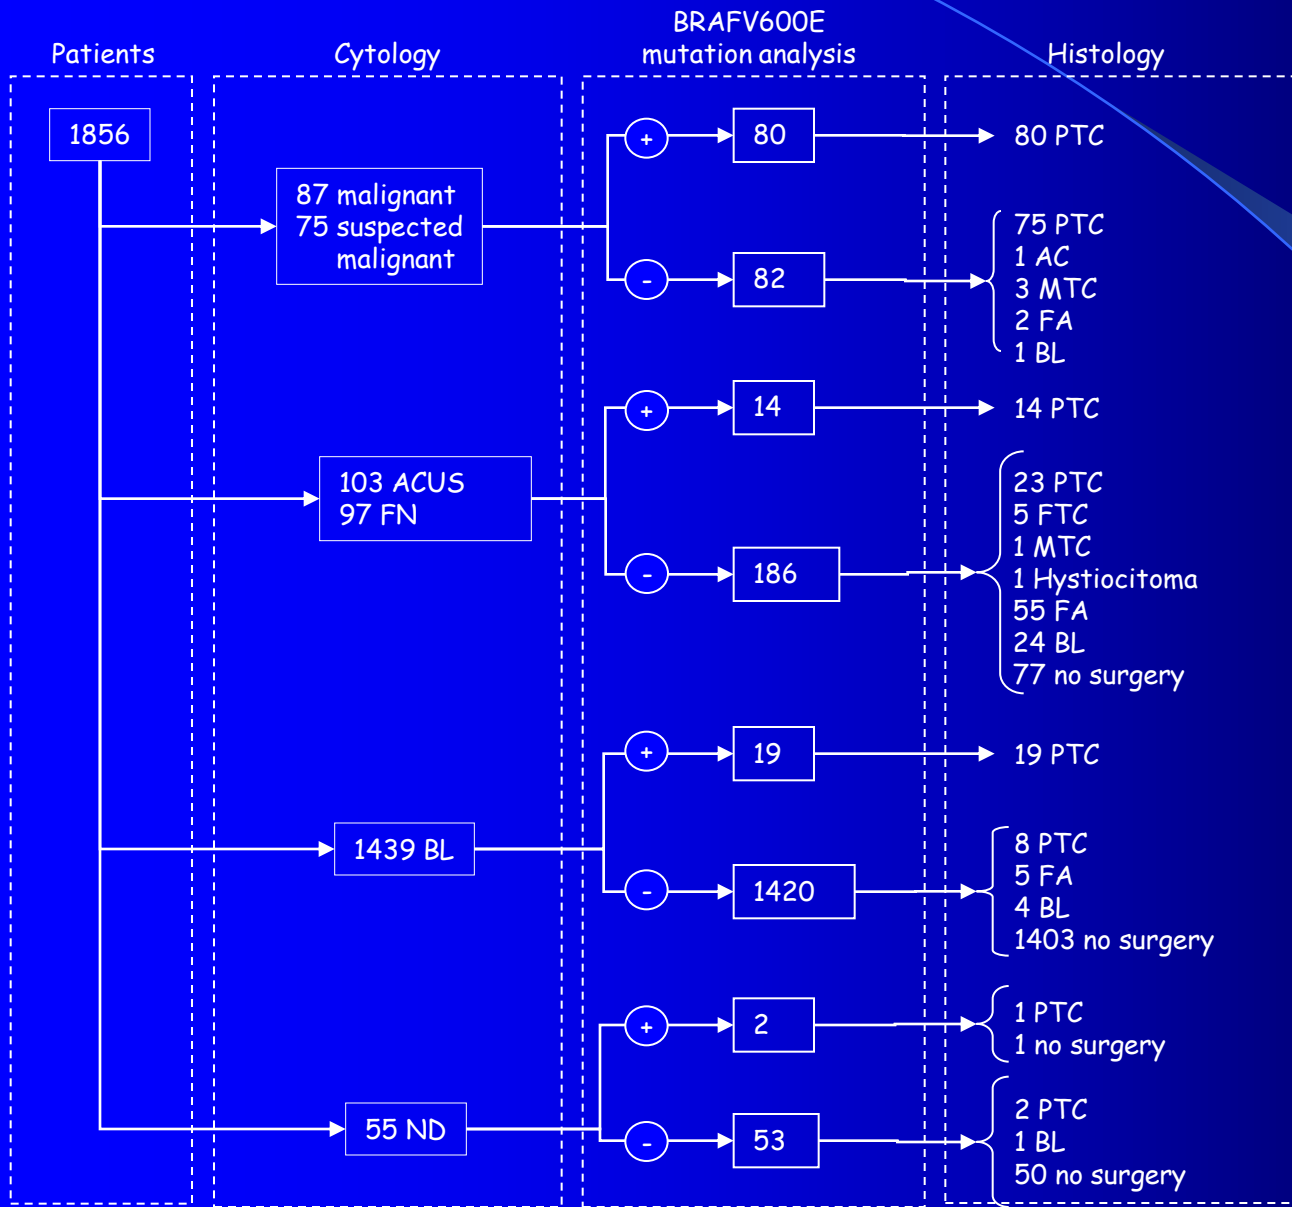 Patients
Cytology
BRAFV600E
mutation analysis
Histology
1856
87 malignant
75 suspected
malignant
+
80
80 PTC
-
82
75 PTC
1 AC
3 MTC
2 FA
1 BL
103 ACUS
97 FN
+
14
14 PTC
-
186
23 PTC
5 FTC
1 MTC
1 Hystiocitoma
55 FA
24 BL
77 no surgery
1439 BL
+
19
19 PTC
-
1420
8 PTC
5 FA
4 BL
1403 no surgery
55 ND
+
2
1 PTC
1 no surgery
-
53
2 PTC
1 BL
50 no surgery